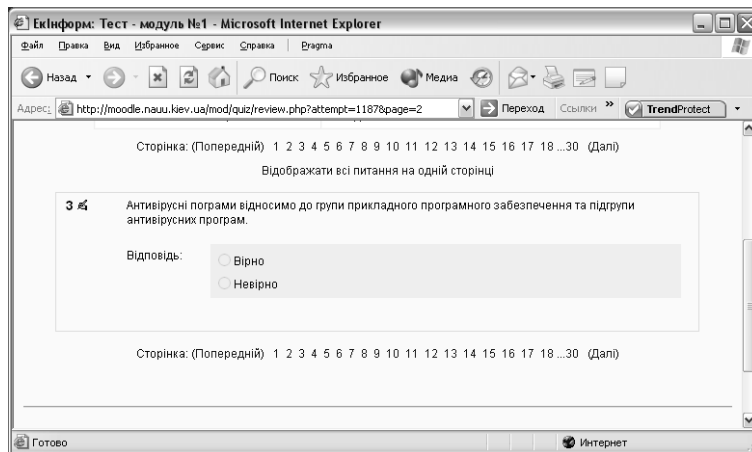 ЕкІнформ: Тест - модуль №1 - Microsoft Internet Explorer
Файл Правка Вид Избранное Сервис Справка Pragma
Назад Поиск Избранное Медиа
Адрес: http://moodle.nauu.kiev.ua/mod/quiz/review.php?attempt=1187&page=2 Переход Ссылки » TrendProtect
Сторінка: (Попередній) 1 2 3 4 5 6 7 8 9 10 11 12 13 14 15 16 17 18 ...30 (Далі)
Відображати всі питання на одній сторінці
3 Антивірусні пограми відносимо до групи прикладного програмного забезпечення та підгрупи
антивірусних програм.
Відповідь:
Вірно
Невірно
Сторінка: (Попередній) 1 2 3 4 5 6 7 8 9 10 11 12 13 14 15 16 17 18 ...30 (Далі)
Готово Интернет